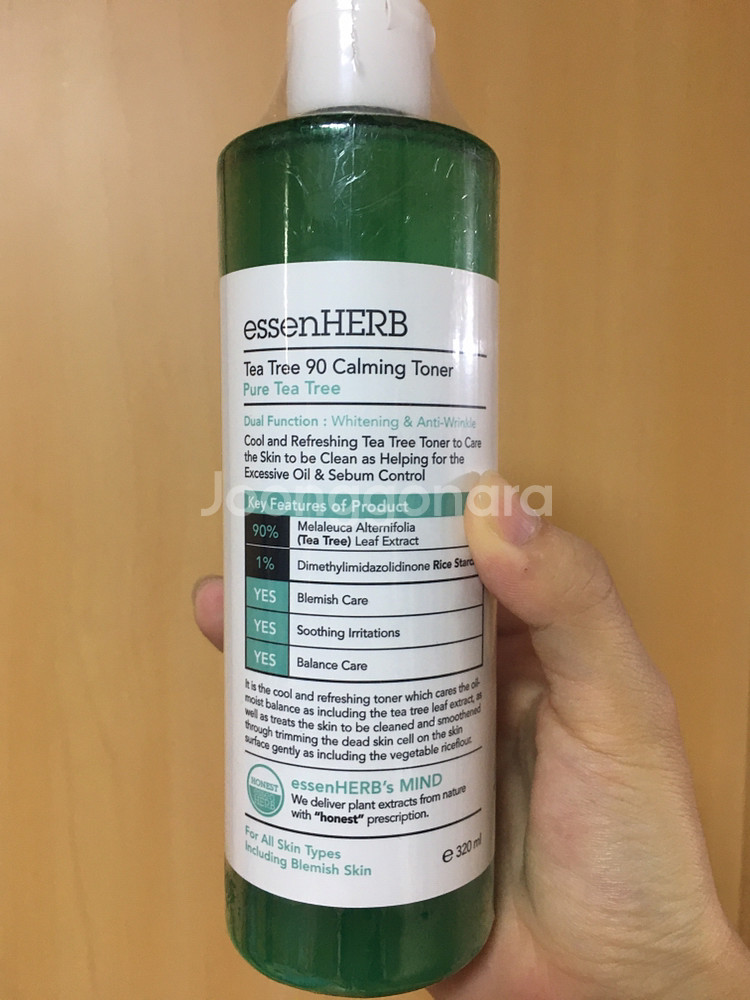 essenHERB
Tea Tree 90 Calming Toner
Pure Tea Tree
Dual Function : Whitening & Anti-Wrinkle
Cool and Refreshing Tea Tree Toner to Care
the Skin to be Clean as Helping for the
Excessive Oil & Sebum Control
Joonggonara
Key Features of Product
90% Melaleuca Alternifolia
(Tea Tree) Leaf Extract
1% Dimethylimidazolidinone Rice
YES Blemish Care
YES Soothing Irritations
YES Balance Care
It is the cool and refreshing toner which cares the oil-
moist balance as including the tea tree leaf extract, as
well as treats the skin to be cleaned and smoothened
through trimming the dead skin cell on the skin
surface gently as including the vegetable riceflour.
HONEST
HERB
essenHERB's MIND
We deliver plant extracts from nature
with "honest" prescription.
For All Skin Types
Including Blemish Skin
e 320 ml